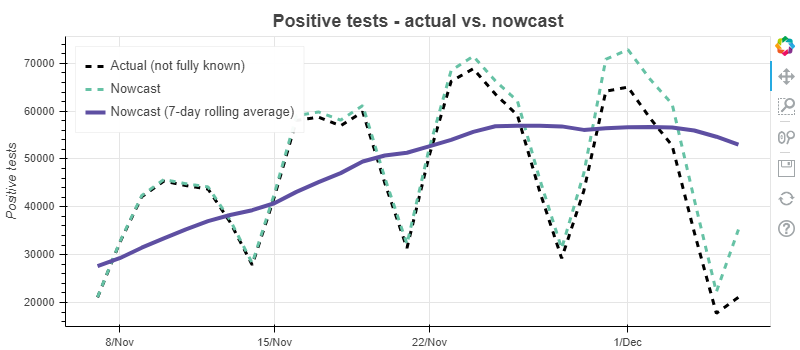 Positive tests - actual vs. nowcast
Actual (not fully known)
Nowcast
Nowcast (7-day rolling average)
Positive tests
70000
60000
50000
40000
30000
20000
8/Nov
15/Nov
22/Nov
1/Dec